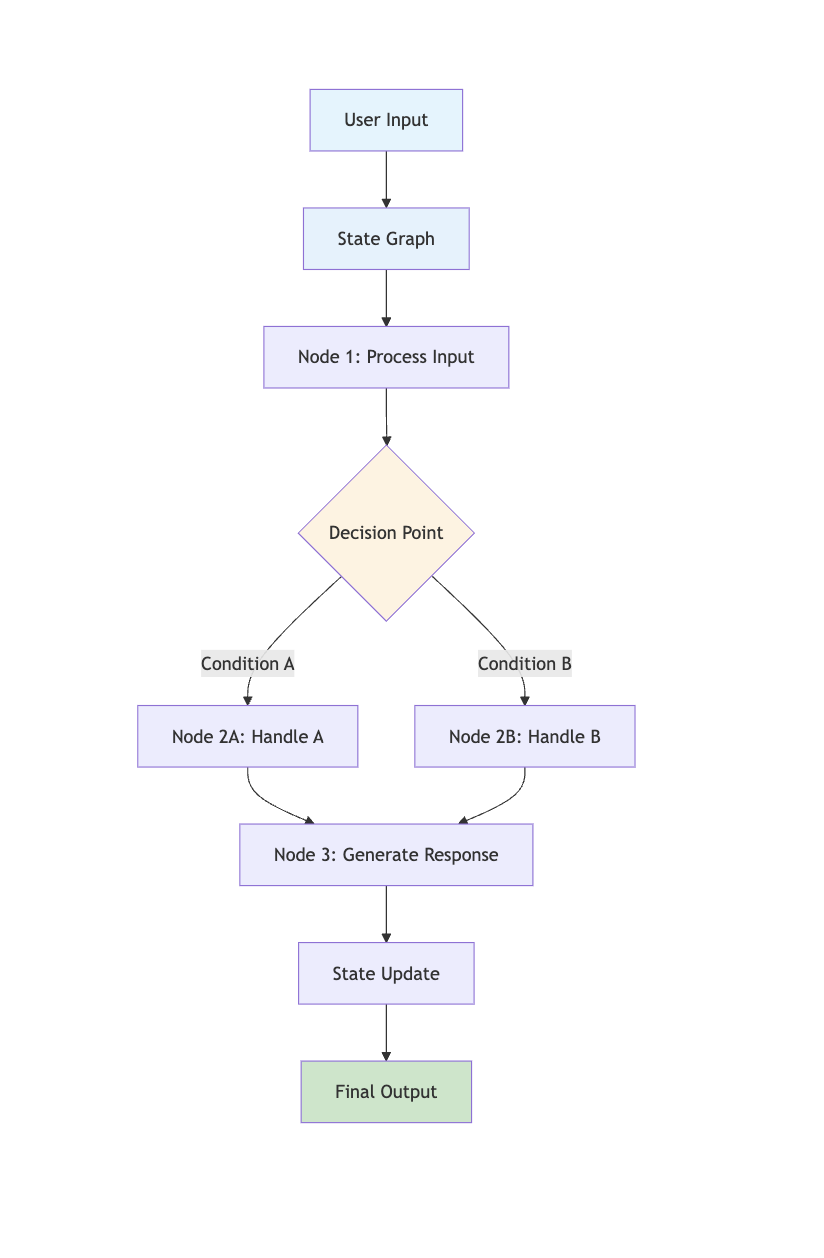 User Input
State Graph
Node 1: Process Input
Decision Point
Condition A
Condition B
Node 2A: Handle A
Node 2B: Handle B
Node 3: Generate Response
State Update
Final Output